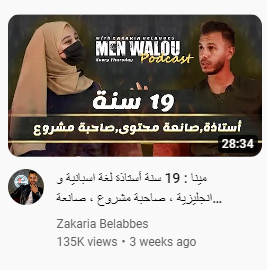 WITH ZAKARIA BELABBES
MEN WALOU
Podcast
Every Thursday
19 سنة
أستاذة,صانعة محتوى,صاحبة مشروع
28:34
مينا : 19 سنة أستاذة لغة اسبانية و
انجليزية ، صاحبة مشروع ، صانعة...
Zakaria Belabbes
135K views • 3 weeks ago